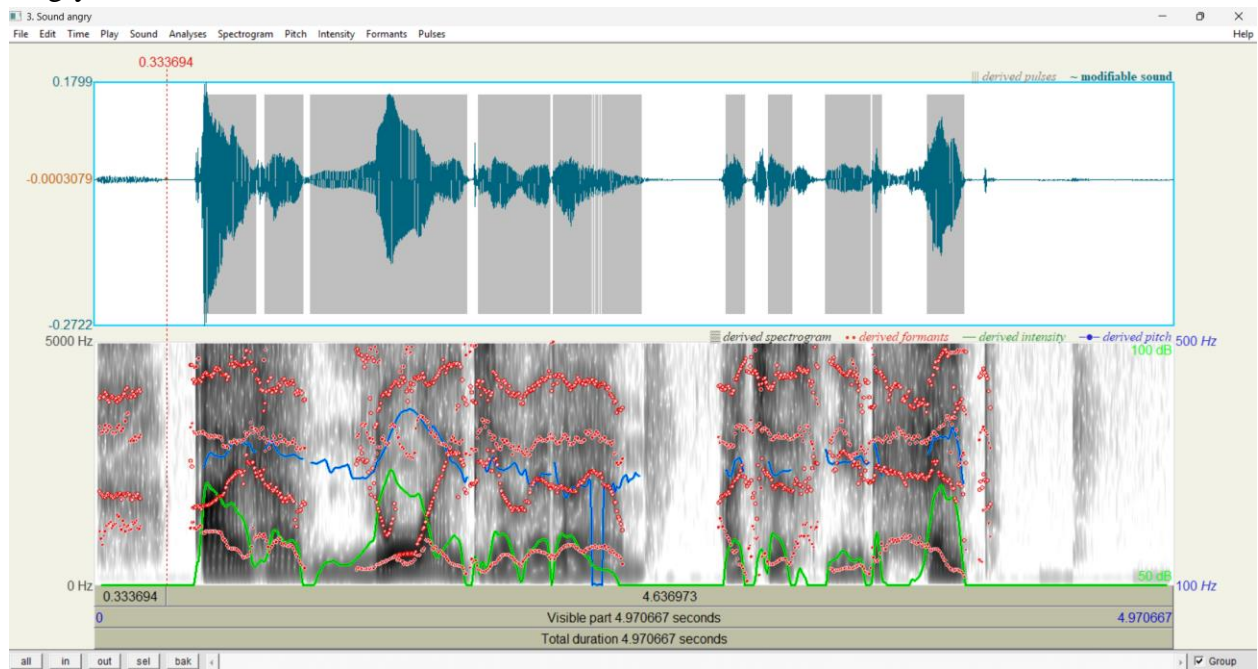 3. Sound angry
File Edit Time Play Sound Analyses Spectrogram Pitch Intensity Formants Pulses Help
0.333694
derived pulses ~ modifiable sound
0.1799
-0.0003079
-0.2722
derived spectrogram derived formants derived intensity derived pitch
5000 Hz 500 Hz
100 dB
50 dB
0 Hz 100 Hz
0.333694 4.636973
0 Visible part 4.970667 seconds 4.970667
Total duration 4.970667 seconds
all in out sel bak Group